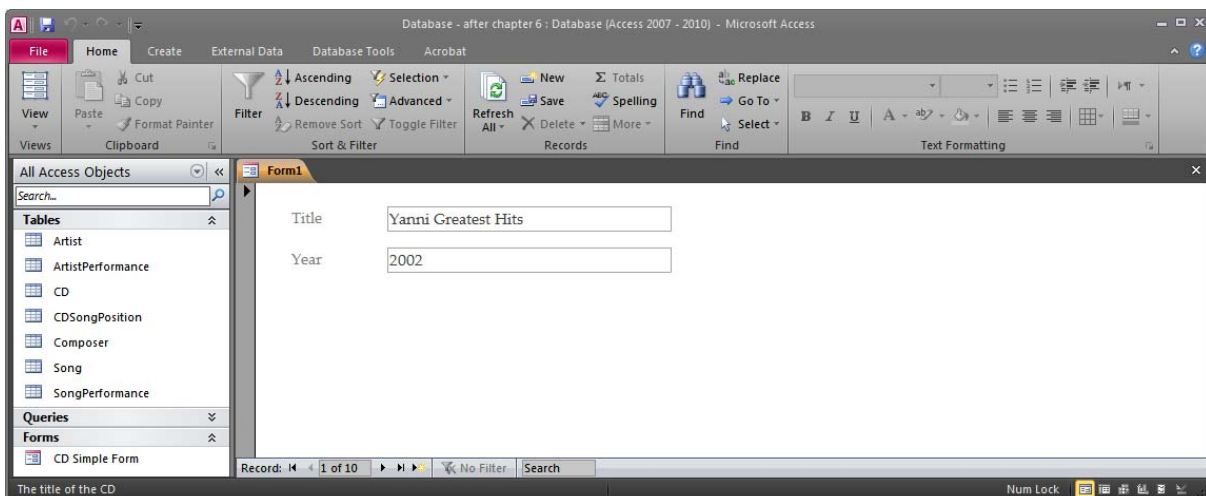 A
Database - after chapter 6 : Database (Access 2007 - 2010) - Microsoft Access
File Home Create External Data Database Tools Acrobat
View
Views
Paste
Cut
Copy
Format Painter
Clipboard
Filter
Ascending
Descending
Remove Sort
Selection
Advanced
Toggle Filter
Sort & Filter
Refresh
All
New
Save
Delete
Σ Totals
Spelling
More
Records
Find
Replace
Go To
Select
Find
B I U A
Text Formatting
All Access Objects
Search...
Tables
Artist
ArtistPerformance
CD
CDSongPosition
Composer
Song
SongPerformance
Queries
Forms
CD Simple Form
Form1
Title Yanni Greatest Hits
Year 2002
Record: 1 of 10 No Filter Search
The title of the CD Num Lock